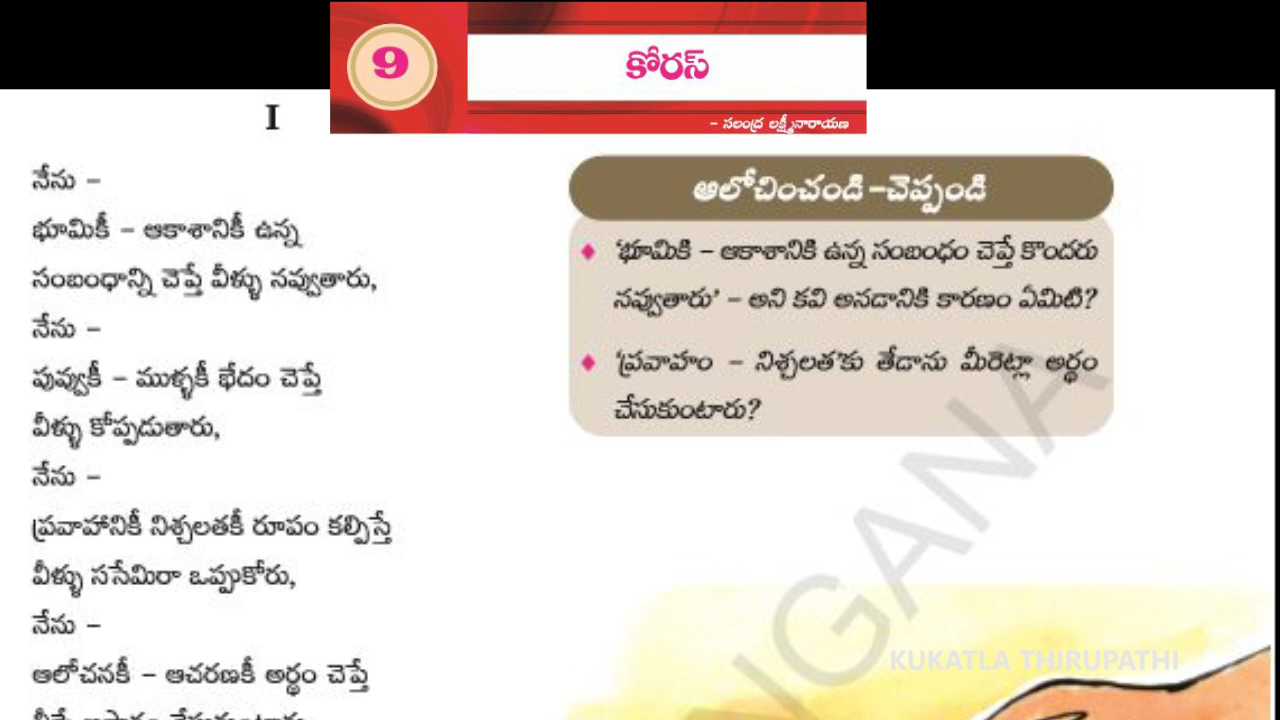 9
కోరస్
- నలంద్ర లక్ష్మీనారాయణ
I
నేను –
భూమికీ – ఆకాశానికీ ఉన్న
సంబంధాన్ని చెప్తే వీళ్ళు నవ్వుతారు,
నేను –
పువ్వుకీ – ముళ్ళకీ భేదం చెప్తే
వీళ్ళు కోప్పడుతారు,
నేను –
ప్రవాహానికీ నిశ్చలతకీ రూపం కల్పిస్తే
వీళ్ళు ససేమిరా ఒప్పుకోరు,
నేను –
ఆలోచనకీ – ఆచరణకీ అర్థం చెప్తే
ఆలోచించండి–చెప్పండి
♦ 'భూమికి – ఆకాశానికి ఉన్న సంబంధం చెప్తే కొందరు
నవ్వుతారు' – అని కవి అనడానికి కారణం ఏమిటి?
♦ 'ప్రవాహం – నిశ్చలత'కు తేడాను మీరెట్లా అర్థం
చేసుకుంటారు?
NGANA
KUKATLA THIRUPATHI